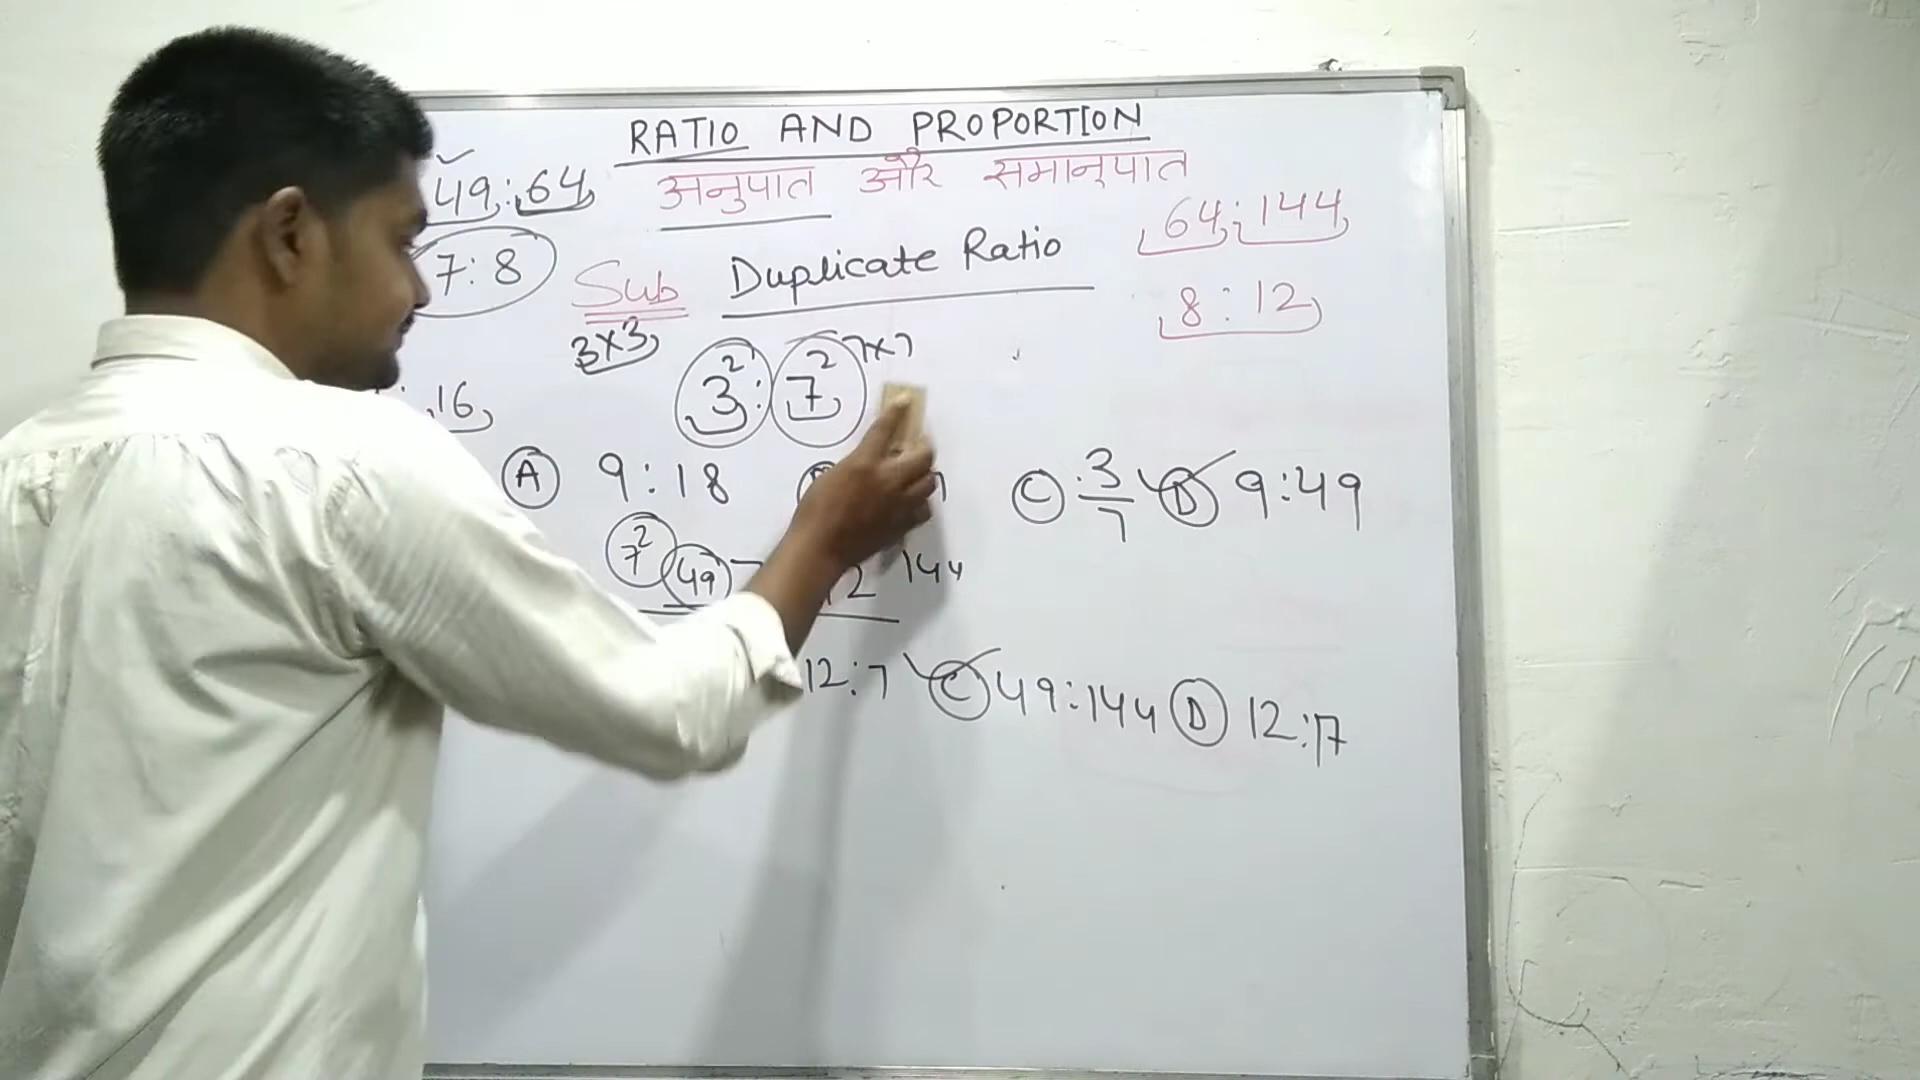 RATIO AND PROPORTION
अनुपात और समानुपात
49:64
7:8
64:144
8:12
Sub Duplicate Ratio
3×3
3²:7²
7×7
16
A 9:18 C 3/7 D 9:49
7² 49 144
12:7 C 49:144 D 12:17